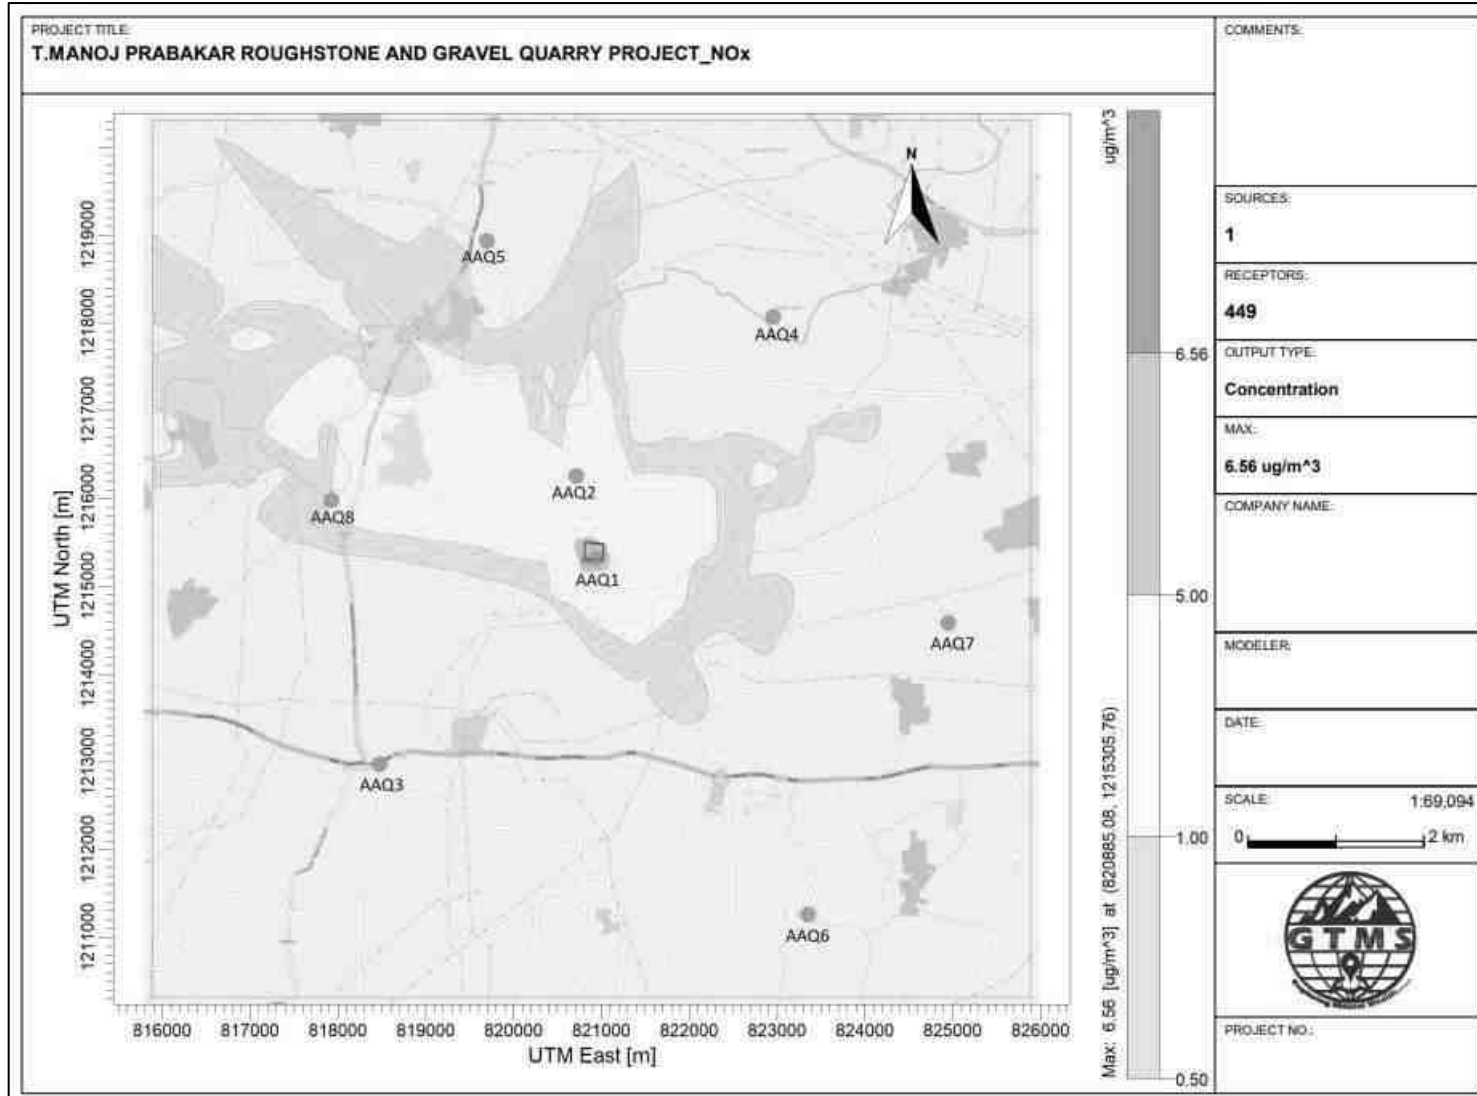 PROJECT TITLE:
T.MANOJ PRABAKAR ROUGHSTONE AND GRAVEL QUARRY PROJECT_NOx
COMMENTS:
SOURCES:
1
RECEPTORS:
449
OUTPUT TYPE:
Concentration
MAX:
6.56 ug/m^3
COMPANY NAME:
MODELER:
DATE:
SCALE:
1:69,094
0
2 km
GTMS
PROJECT NO.:
UTM North [m]
1219000
1218000
1217000
1216000
1215000
1214000
1213000
1212000
1211000
N
AAQ5
AAQ4
AAQ2
AAQ8
AAQ1
AAQ7
AAQ3
AAQ6
816000 817000 818000 819000 820000 821000 822000 823000 824000 825000 826000
UTM East [m]
ug/m^3
6.56
5.00
1.00
0.50
Max: 6.56 [ug/m^3] at (820885.08, 1215305.76)